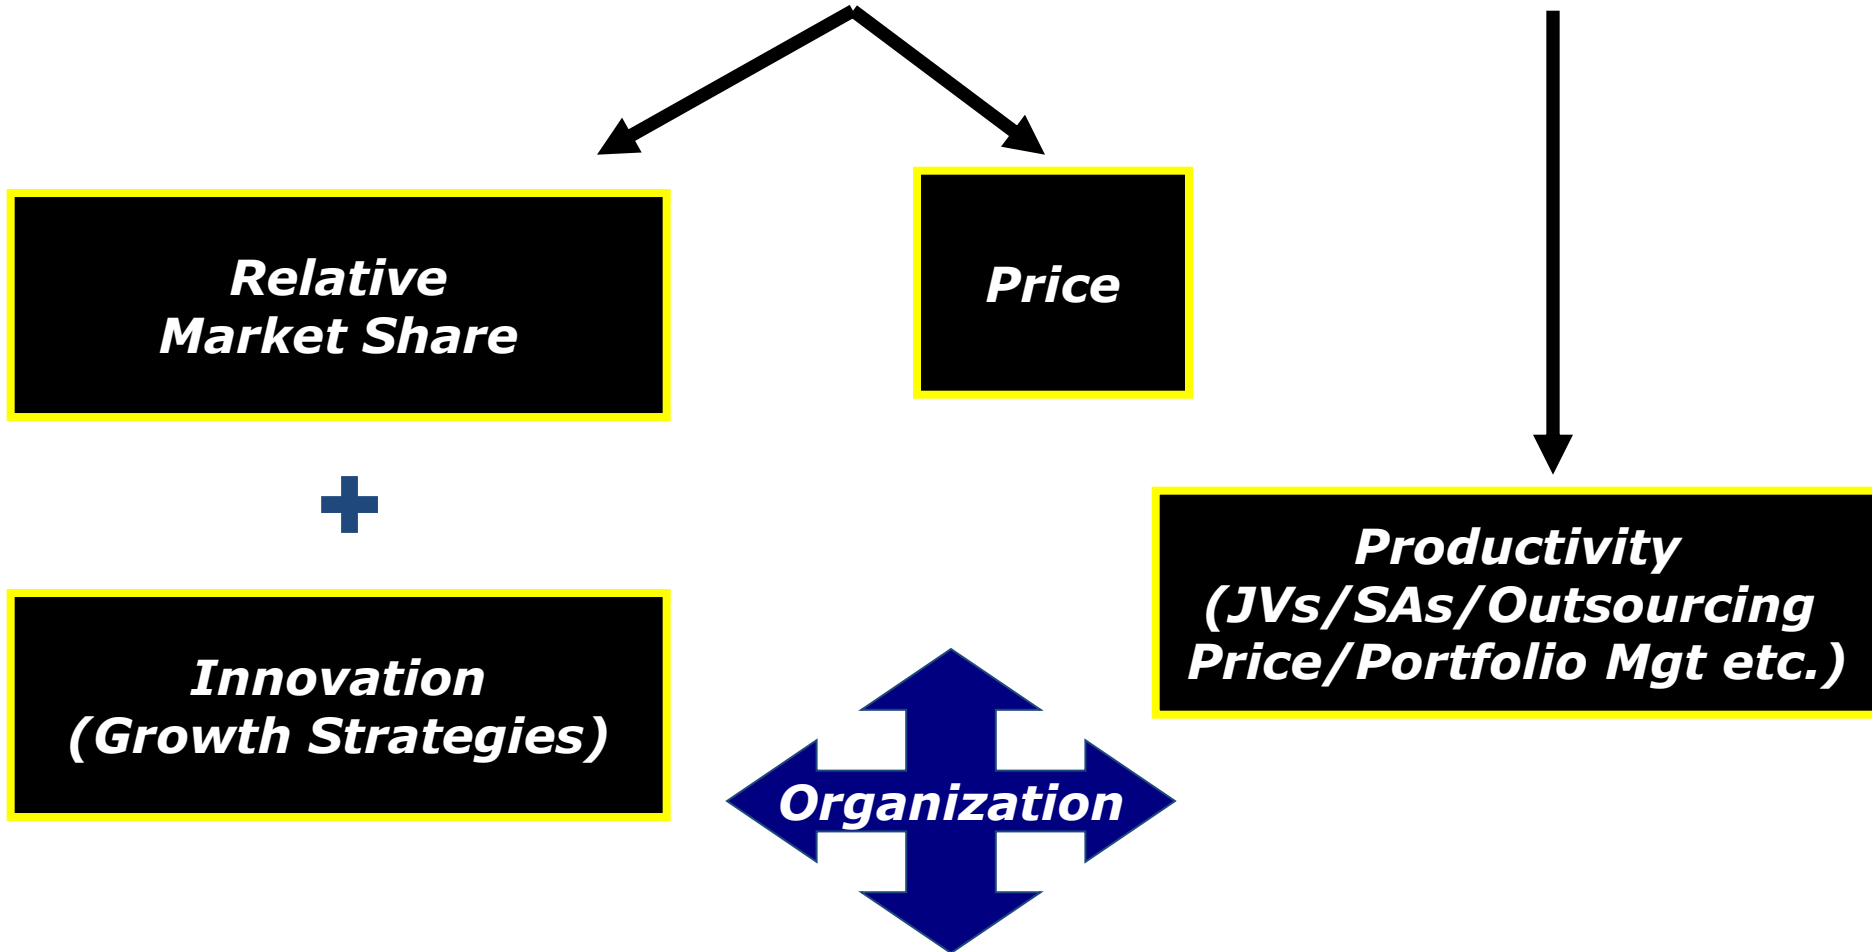 Relative
Market Share
Price
Productivity
(JVs/SAs/Outsourcing
Price/Portfolio Mgt etc.)
Innovation
(Growth Strategies)
Organization